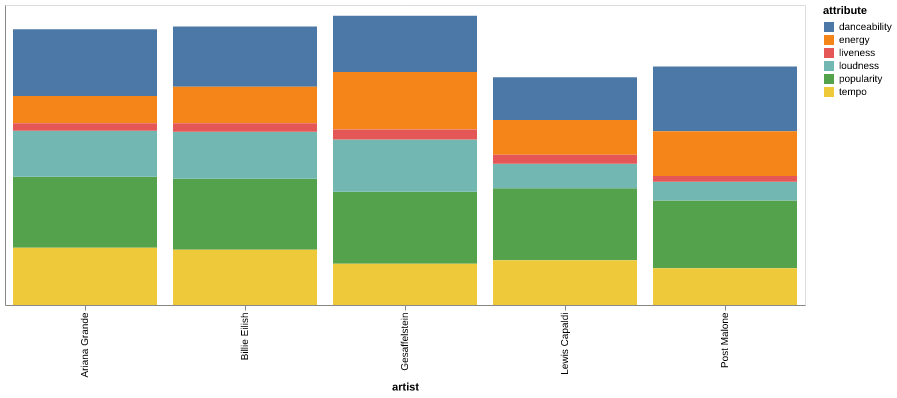 attribute
danceability
energy
liveness
loudness
popularity
tempo
Ariana Grande
Billie Eilish
Gesaffelstein
Lewis Capaldi
Post Malone
artist